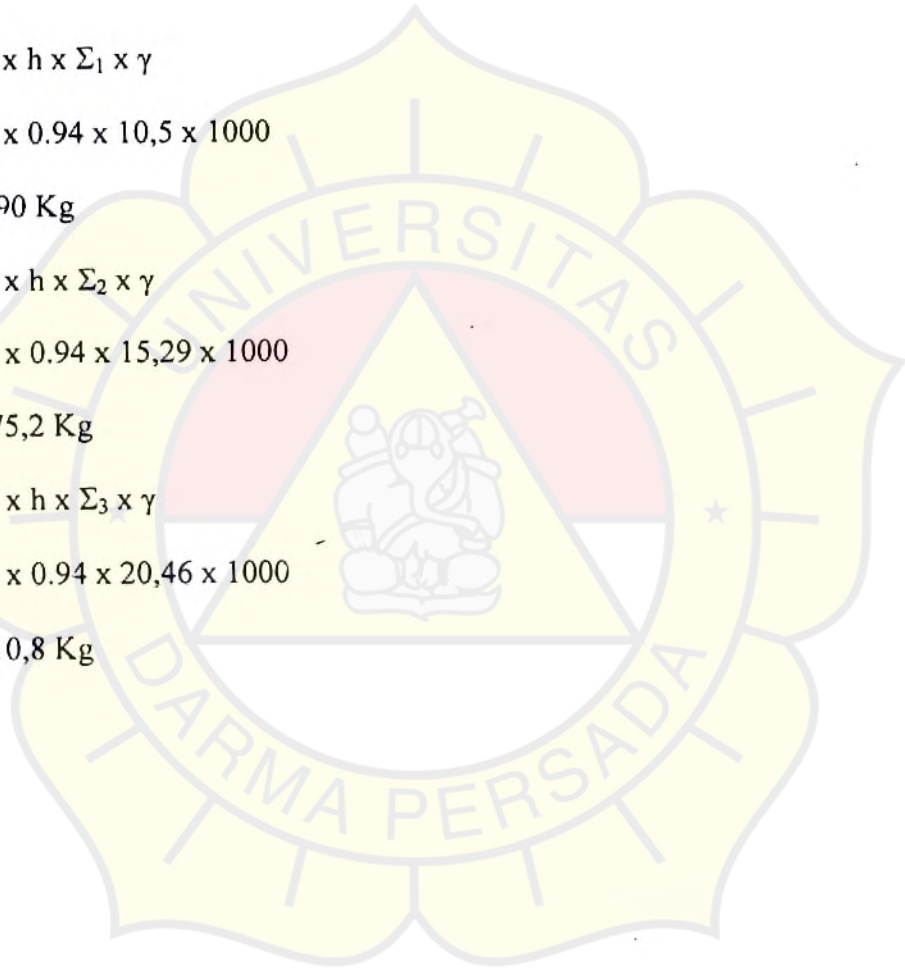 x h x Σ₁ x γ
x 0.94 x 10,5 x 1000
90 Kg
x h x Σ₂ x γ
x 0.94 x 15,29 x 1000
75,2 Kg
x h x Σ₃ x γ
x 0.94 x 20,46 x 1000
0,8 Kg
UNIVERSITAS
DARMA PERSADA